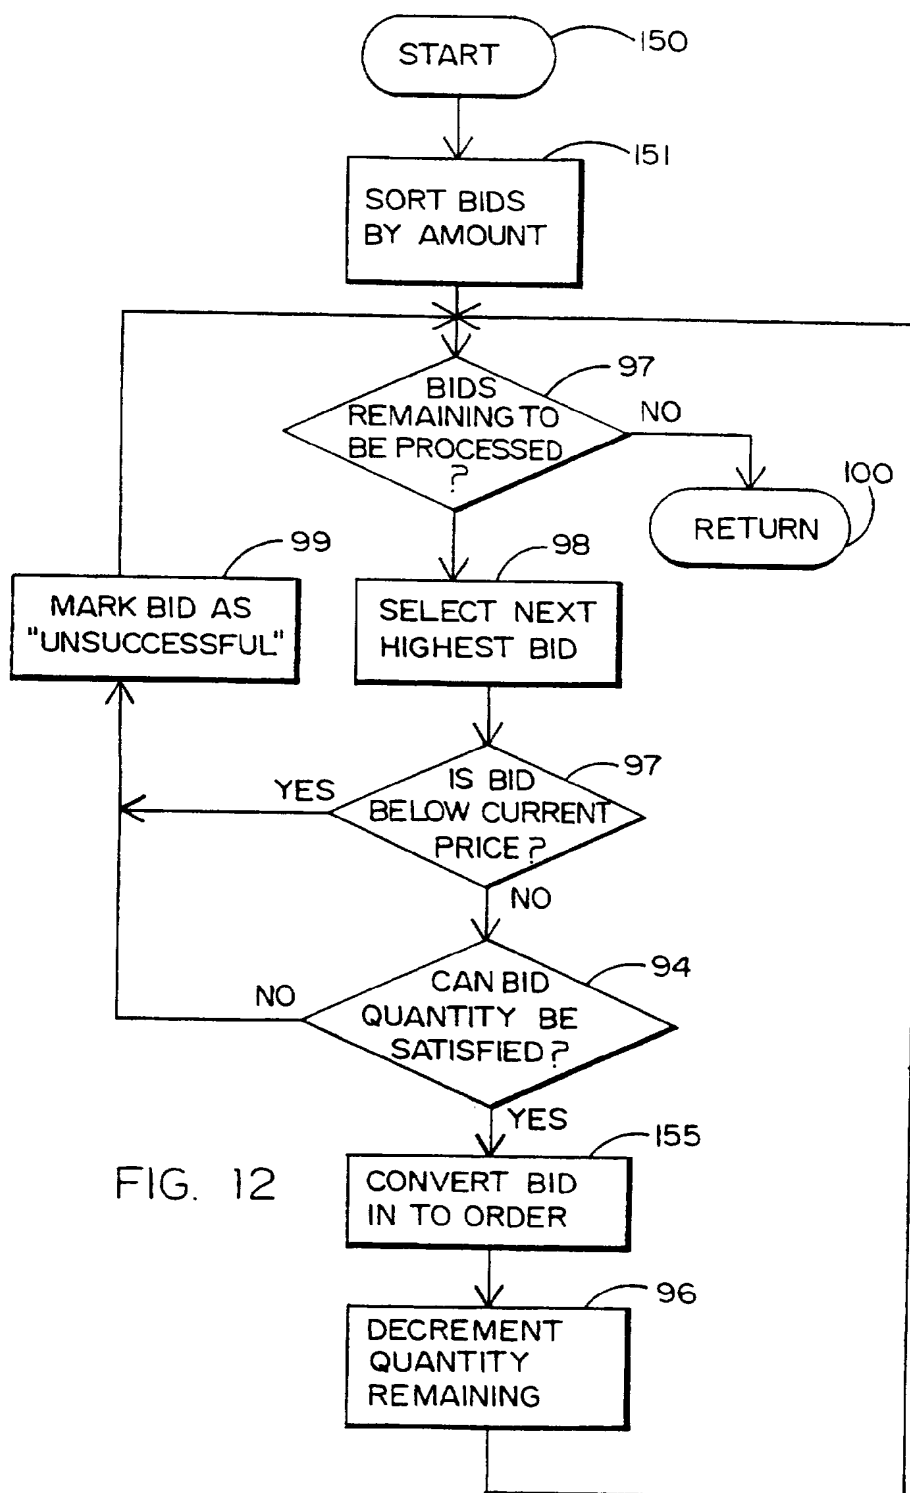 START
150
151
SORT BIDS
BY AMOUNT
97
BIDS
REMAINING TO
BE PROCESSED
?
NO
100
RETURN
99
MARK BID AS
"UNSUCCESSFUL"
98
SELECT NEXT
HIGHEST BID
97
YES
IS BID
BELOW CURRENT
PRICE?
NO
94
NO
CAN BID
QUANTITY BE
SATISFIED?
YES
155
CONVERT BID
IN TO ORDER
FIG. 12
96
DECREMENT
QUANTITY
REMAINING